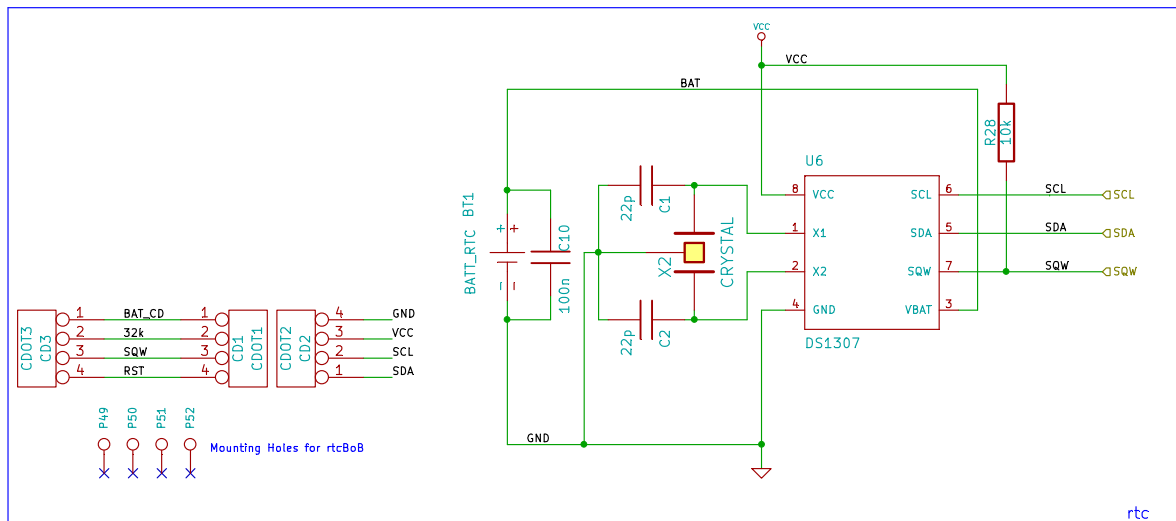 VCC
VCC
BAT
R28
10k
U6
8 VCC
SCL 6
SCL
SCL
1 X1
SDA 5
SDA
SDA
2 X2
SQW 7
SQW
SQW
4 GND
VBAT 3
DS1307
22p
C1
X2
CRYSTAL
22p
C2
BATT_RTC BT1
+ +
C10
100n
GND
CDOT3
CD3
1 BAT_CD 1
2 32k 2
3 SQW 3
4 RST 4
CD1
CDOT1
CDOT2
CD2
4 GND
3 VCC
2 SCL
1 SDA
P49
P50
P51
P52
Mounting Holes for rtcBoB
rtc